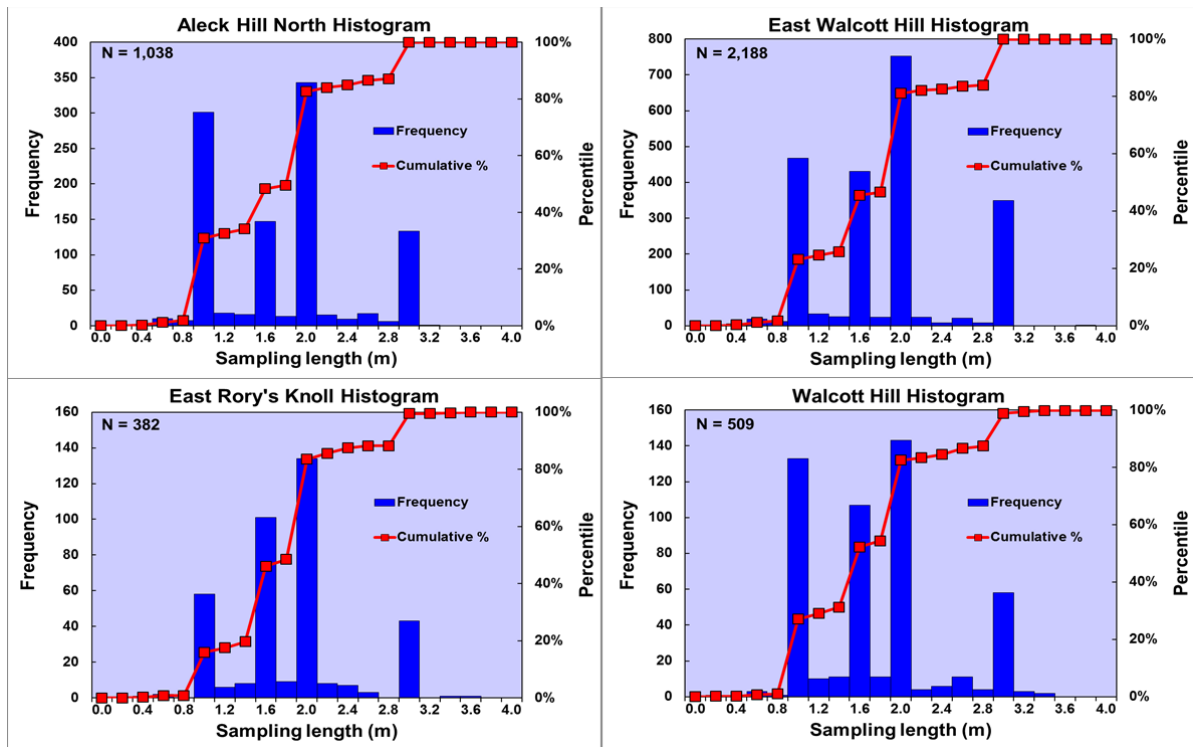 Aleck Hill North Histogram
N = 1,038
400
350
300
250
200
150
100
50
0
Frequency
Frequency
Cumulative %
100%
80%
60%
40%
20%
0%
Percentile
0.0 0.4 0.8 1.2 1.6 2.0 2.4 2.8 3.2 3.6 4.0
Sampling length (m)
East Walcott Hill Histogram
N = 2,188
800
700
600
500
400
300
200
100
0
Frequency
Frequency
Cumulative %
100%
80%
60%
40%
20%
0%
Percentile
0.0 0.4 0.8 1.2 1.6 2.0 2.4 2.8 3.2 3.6 4.0
Sampling length (m)
East Rory's Knoll Histogram
N = 382
160
140
120
100
80
60
40
20
0
Frequency
Frequency
Cumulative %
100%
80%
60%
40%
20%
0%
Percentile
0.0 0.4 0.8 1.2 1.6 2.0 2.4 2.8 3.2 3.6 4.0
Sampling length (m)
Walcott Hill Histogram
N = 509
160
140
120
100
80
60
40
20
0
Frequency
Frequency
Cumulative %
100%
80%
60%
40%
20%
0%
Percentile
0.0 0.4 0.8 1.2 1.6 2.0 2.4 2.8 3.2 3.6 4.0
Sampling length (m)